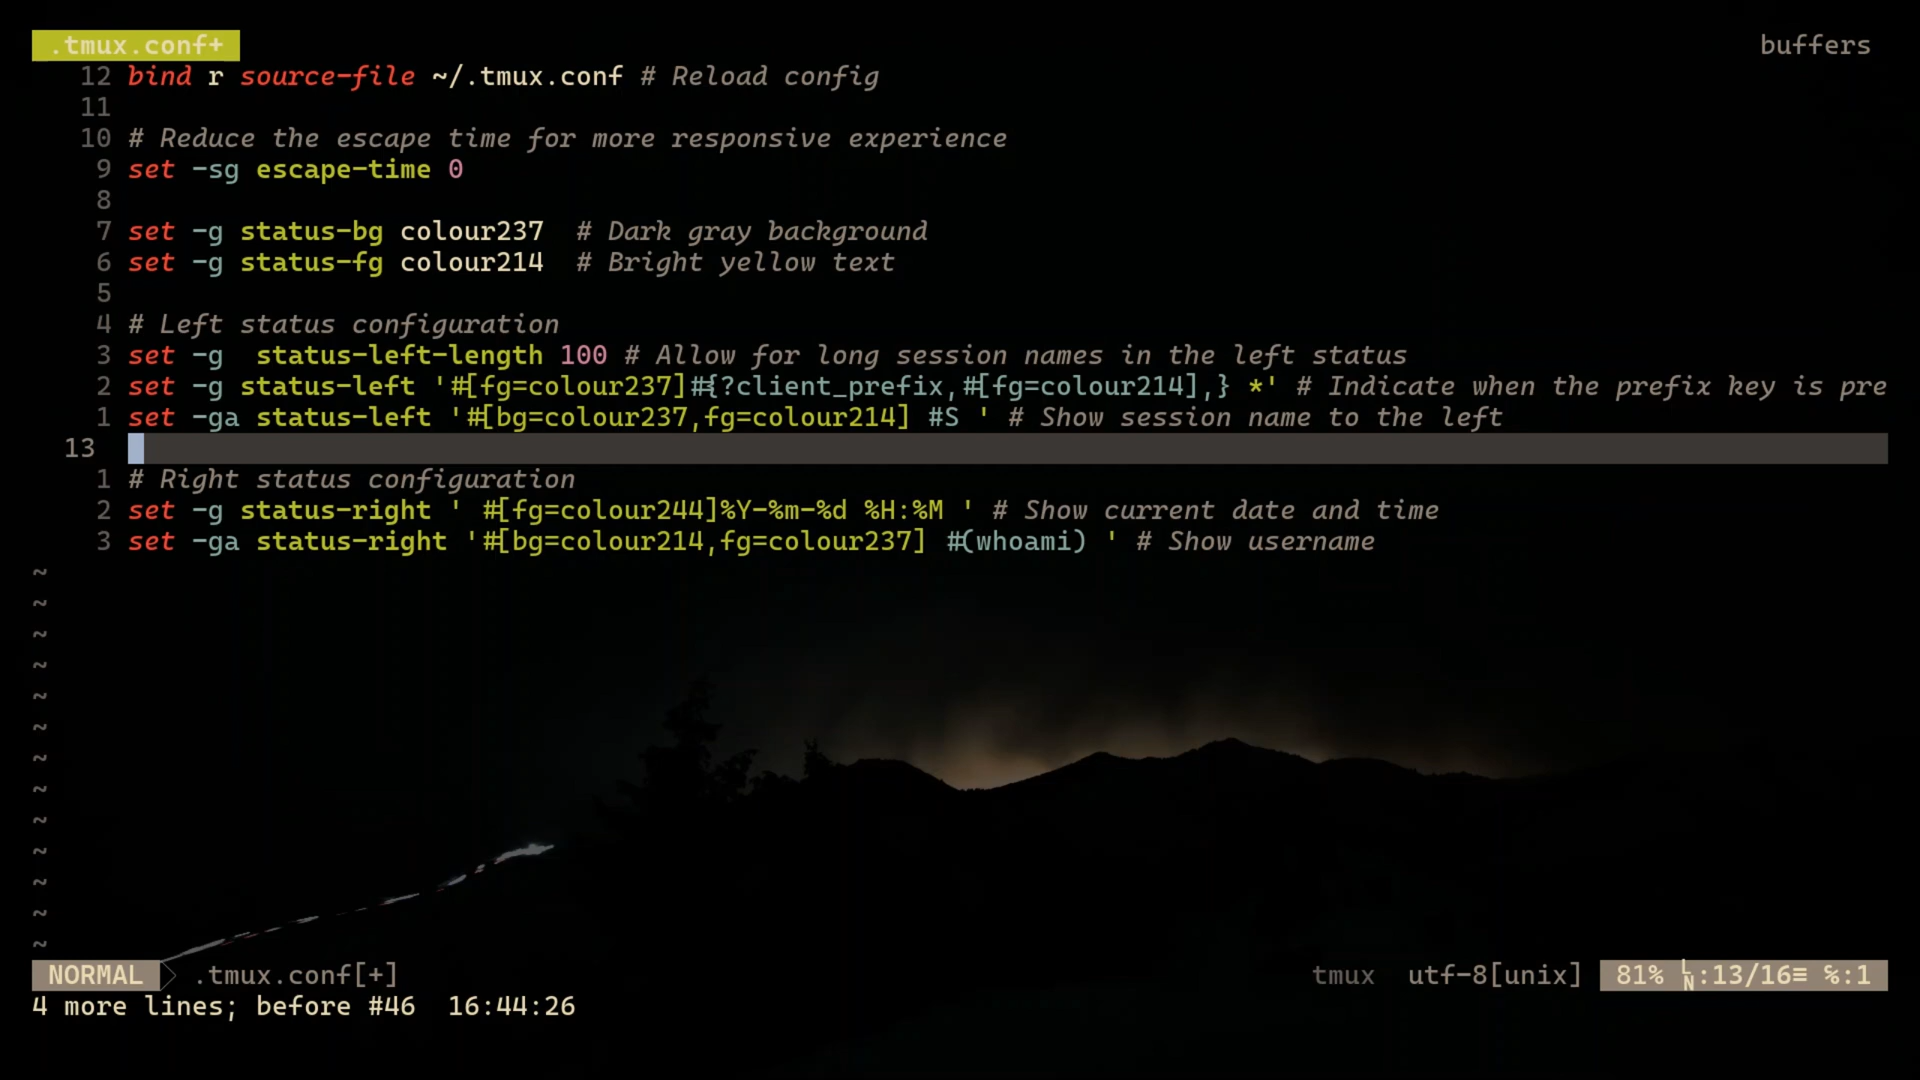 .tmux.conf+ buffers
12 bind r source-file ~/.tmux.conf # Reload config
11
10 # Reduce the escape time for more responsive experience
9 set -sg escape-time 0
8
7 set -g status-bg colour237  # Dark gray background
6 set -g status-fg colour214  # Bright yellow text
5
4 # Left status configuration
3 set -g  status-left-length 100 # Allow for long session names in the left status
2 set -g status-left '#[fg=colour237]#{?client_prefix,#[fg=colour214],} *' # Indicate when the prefix key is pre
1 set -ga status-left '#[bg=colour237,fg=colour214] #S ' # Show session name to the left
13
1 # Right status configuration
2 set -g status-right ' #[fg=colour244]%Y-%m-%d %H:%M ' # Show current date and time
3 set -ga status-right '#[bg=colour214,fg=colour237] #(whoami) ' # Show username
~
~
~
~
~
~
~
~
~
~
~
~
~
NORMAL .tmux.conf[+] tmux utf-8[unix] 81% LN:13/16≡ ℅:1
4 more lines; before #46  16:44:26